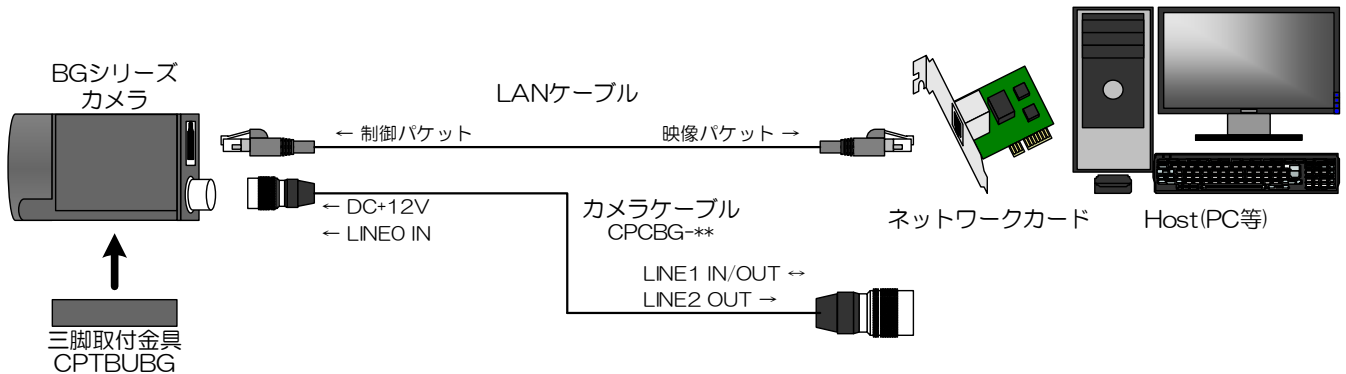 BGシリーズ
カメラ
LANケーブル
← 制御パケット
映像パケット →
← DC+12V
← LINE0 IN
カメラケーブル
CPCBG-**
LINE1 IN/OUT ↔
LINE2 OUT →
ネットワークカード
Host(PC等)
三脚取付金具
CPTBUBG